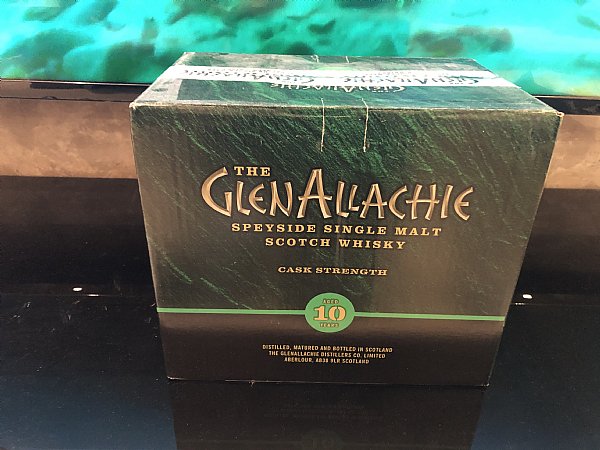 GLENALLACHIE
THE
GLENALLACHIE
SPEYSIDE SINGLE MALT
SCOTCH WHISKY
CASK STRENGTH
AGED
10
YEARS
DISTILLED, MATURED AND BOTTLED IN SCOTLAND
THE GLENALLACHIE DISTILLERS CO. LIMITED
ABERLOUR, AB38 9LR SCOTLAND